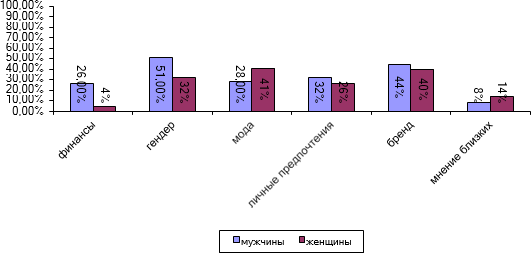 100,00%
90,00%
80,00%
70,00%
60,00%
50,00%
40,00%
30,00%
20,00%
10,00%
0,00%
26,00%
4%
51,00%
32%
28,00%
41%
32%
26%
44%
40%
8%
14%
финансы
гендер
мода
личные предпочтения
бренд
мнение близких
мужчины
женщины